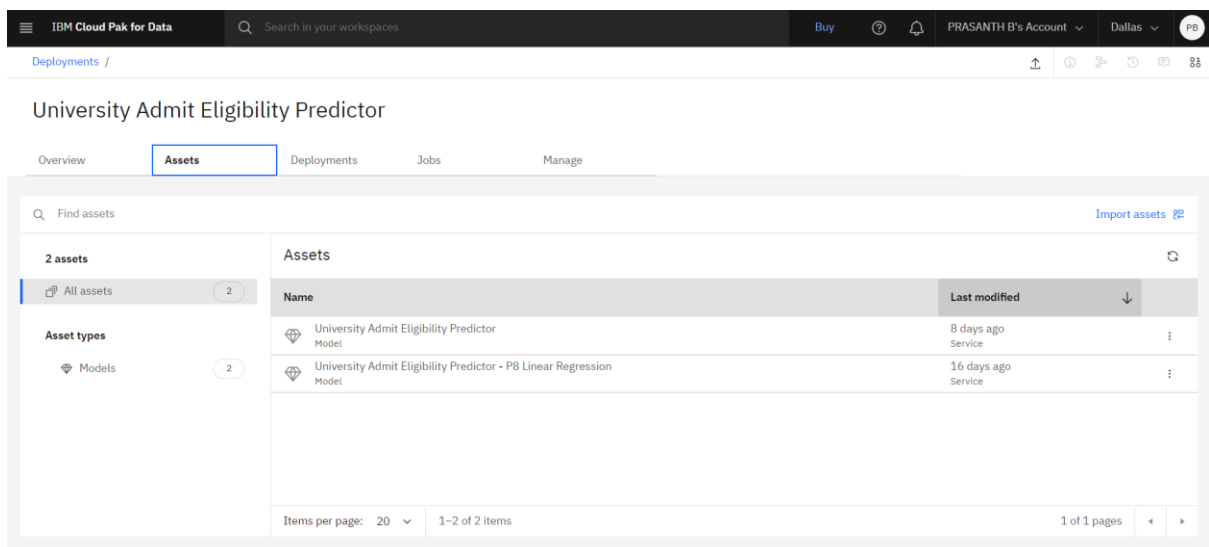 IBM Cloud Pak for Data
Search in your workspaces
Buy
PRASANTH B's Account
Dallas
PB
Deployments /
University Admit Eligibility Predictor
Overview
Assets
Deployments
Jobs
Manage
Find assets
Import assets
2 assets
All assets 2
Asset types
Models 2
Assets
Name Last modified
University Admit Eligibility Predictor 8 days ago
Model Service
University Admit Eligibility Predictor - P8 Linear Regression 16 days ago
Model Service
Items per page: 20 1–2 of 2 items 1 of 1 pages